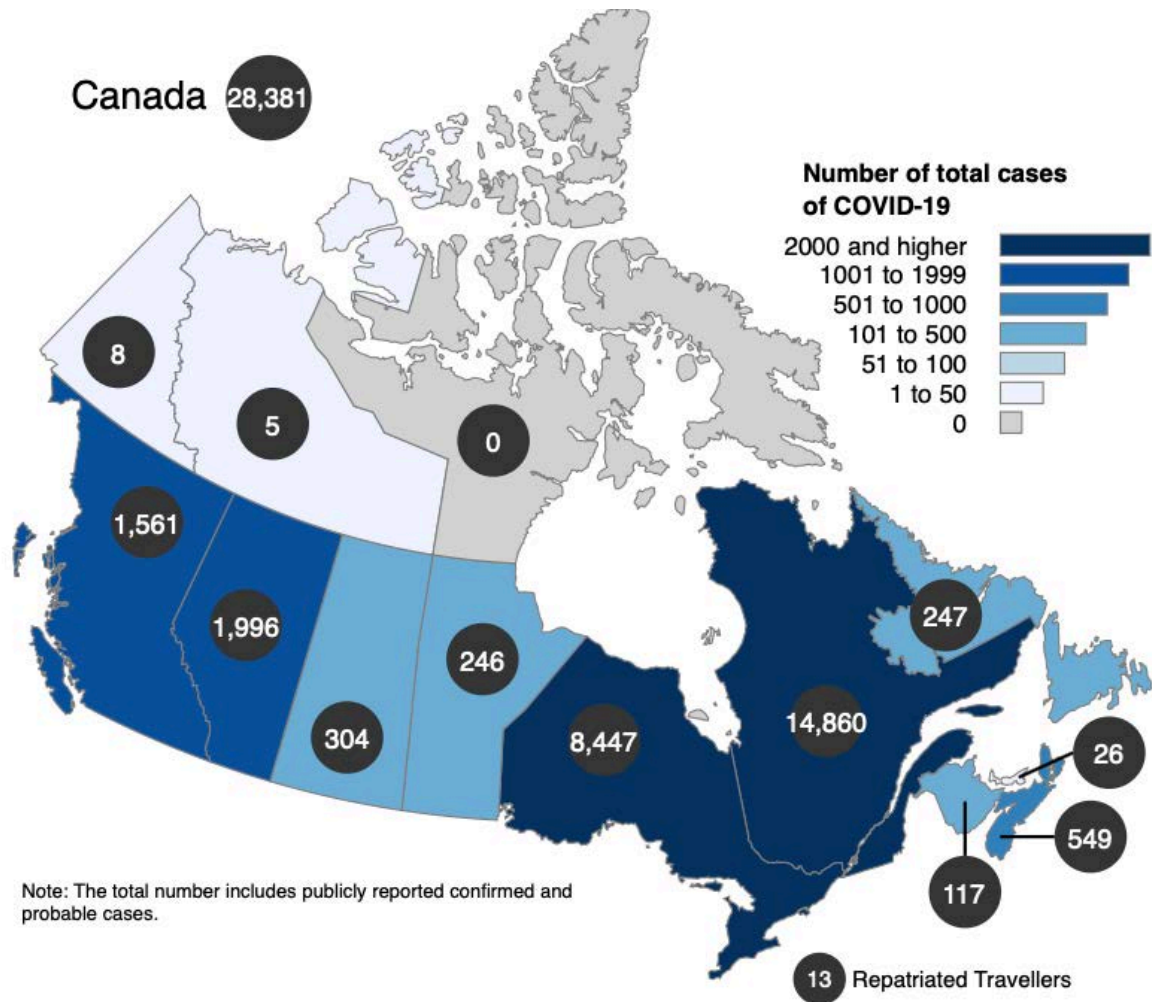 Canada 28,381
Number of total cases
of COVID-19
2000 and higher
1001 to 1999
501 to 1000
101 to 500
51 to 100
1 to 50
0
8
5
0
1,561
1,996
304
246
8,447
14,860
247
26
549
117
Note: The total number includes publicly reported confirmed and
probable cases.
13 Repatriated Travellers